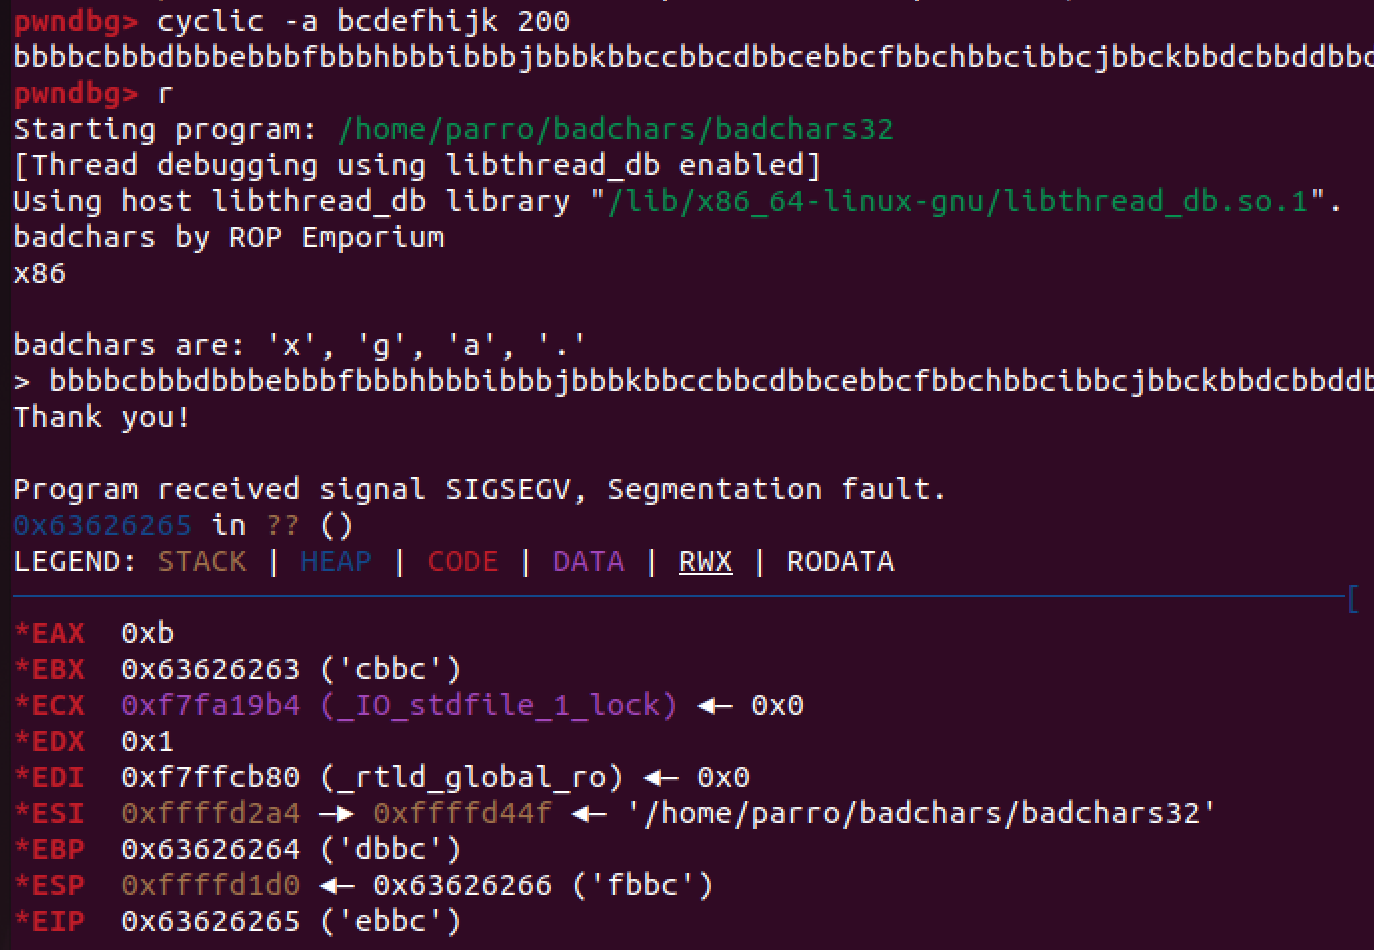 pwndbg> cyclic -a bcdefhijk 200
bbbbcbbbdbbbebbbfbbbhbbbibbbjbbbkbbccbbcdbbcebbcfbbchbbcibbcjbbckbbdcbbddbbc
pwndbg> r
Starting program: /home/parro/badchars/badchars32
[Thread debugging using libthread_db enabled]
Using host libthread_db library "/lib/x86_64-linux-gnu/libthread_db.so.1".
badchars by ROP Emporium
x86
badchars are: 'x', 'g', 'a', '.'
> bbbbcbbbdbbbebbbfbbbhbbbibbbjbbbkbbccbbcdbbcebbcfbbchbbcibbcjbbckbbdcbbddb
Thank you!
Program received signal SIGSEGV, Segmentation fault.
0x63626265 in ?? ()
LEGEND: STACK | HEAP | CODE | DATA | RWX | RODATA
[
*EAX  0xb
*EBX  0x63626263 ('cbbc')
*ECX  0xf7fa19b4 (_IO_stdfile_1_lock) ◂— 0x0
*EDX  0x1
*EDI  0xf7ffcb80 (_rtld_global_ro) ◂— 0x0
*ESI  0xffffd2a4 —▸ 0xffffd44f ◂— '/home/parro/badchars/badchars32'
*EBP  0x63626264 ('dbbc')
*ESP  0xffffd1d0 ◂— 0x63626266 ('fbbc')
*EIP  0x63626265 ('ebbc')